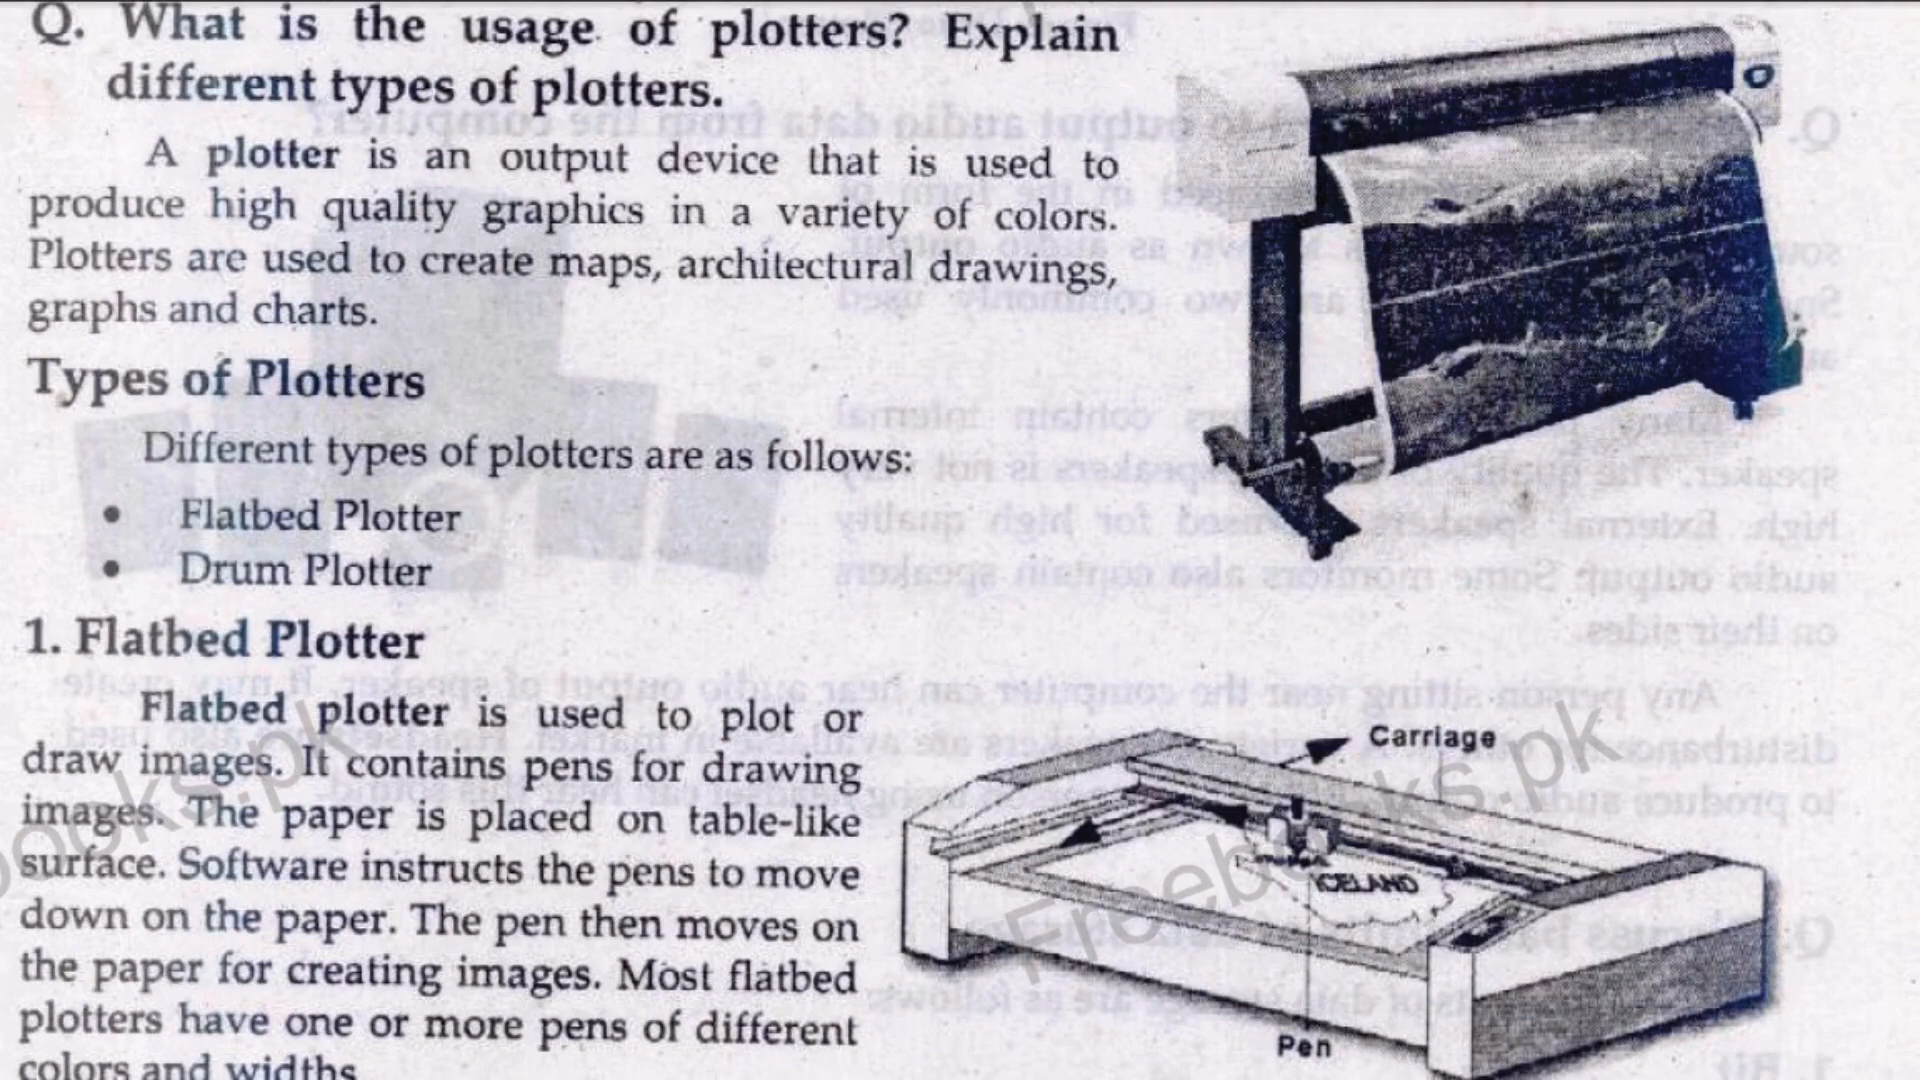 Q. What is the usage of plotters? Explain
different types of plotters.
A plotter is an output device that is used to
produce high quality graphics in a variety of colors.
Plotters are used to create maps, architectural drawings,
graphs and charts.
Types of Plotters
Different types of plotters are as follows:
• Flatbed Plotter
• Drum Plotter
1. Flatbed Plotter
Flatbed plotter is used to plot or
draw images. It contains pens for drawing
images. The paper is placed on table-like
surface. Software instructs the pens to move
down on the paper. The pen then moves on
the paper for creating images. Most flatbed
plotters have one or more pens of different
colors and widths
Carriage
ICELAND
Pen
ooks.pk